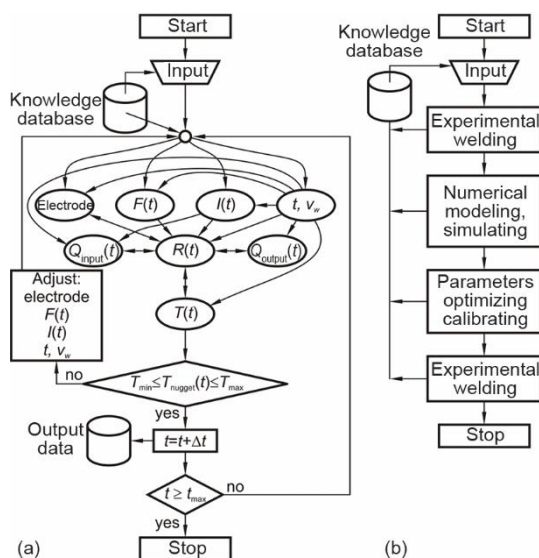 Start
Input
Knowledge
database
Electrode
F(t)
I(t)
t, v_w
Q_input(t)
R(t)
Q_output(t)
Adjust:
electrode
F(t)
I(t)
t, v_w
T(t)
no
T_min≤T_nugget(t)≤T_max
yes
Output
data
t=t+Δt
t ≥ t_max
no
yes
Stop
(a)
Start
Knowledge
database
Input
Experimental
welding
Numerical
modeling,
simulating
Parameters
optimizing
calibrating
Experimental
welding
Stop
(b)